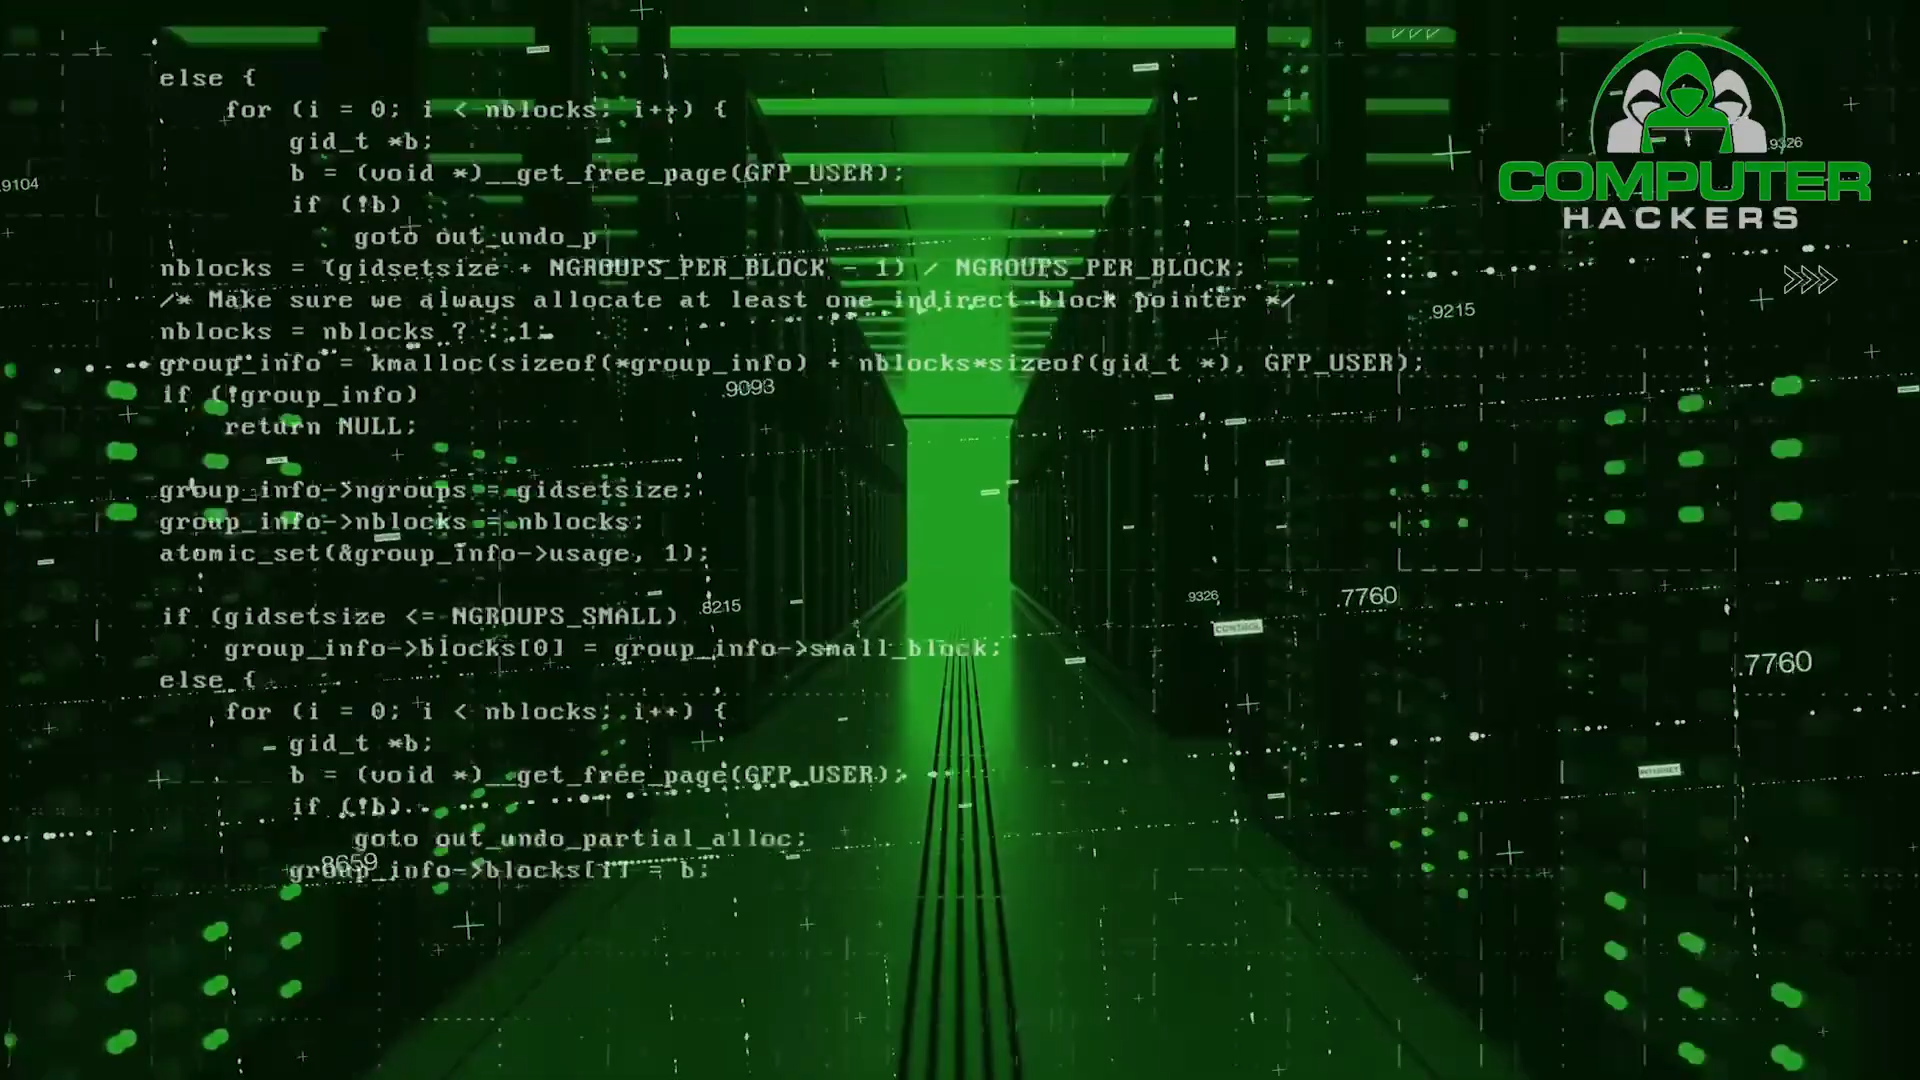 else {
for (i = 0; i < nblocks; i++) {
gid_t *b;
b = (void *)__get_free_page(GFP_USER);
if (!b)
goto out_undo_p
nblocks = (gidsetsize + NGROUPS_PER_BLOCK - 1) / NGROUPS_PER_BLOCK;
/* Make sure we always allocate at least one indirect block pointer */
nblocks = nblocks ? : 1;
group_info = kmalloc(sizeof(*group_info) + nblocks*sizeof(gid_t *), GFP_USER);
if (!group_info)
return NULL;
group_info->ngroups = gidsetsize;
group_info->nblocks = nblocks;
atomic_set(&group_info->usage, 1);
if (gidsetsize <= NGROUPS_SMALL)
group_info->blocks[0] = group_info->small_block;
else {
for (i = 0; i < nblocks; i++) {
gid_t *b;
b = (void *)__get_free_page(GFP_USER);
if (!b)
goto out_undo_partial_alloc;
group_info->blocks[i] = b;
COMPUTER
HACKERS
.9326
.9104
.9215
.9093
.8215
.9326
.7760
CONTROL
.7760
INTERNET
8659